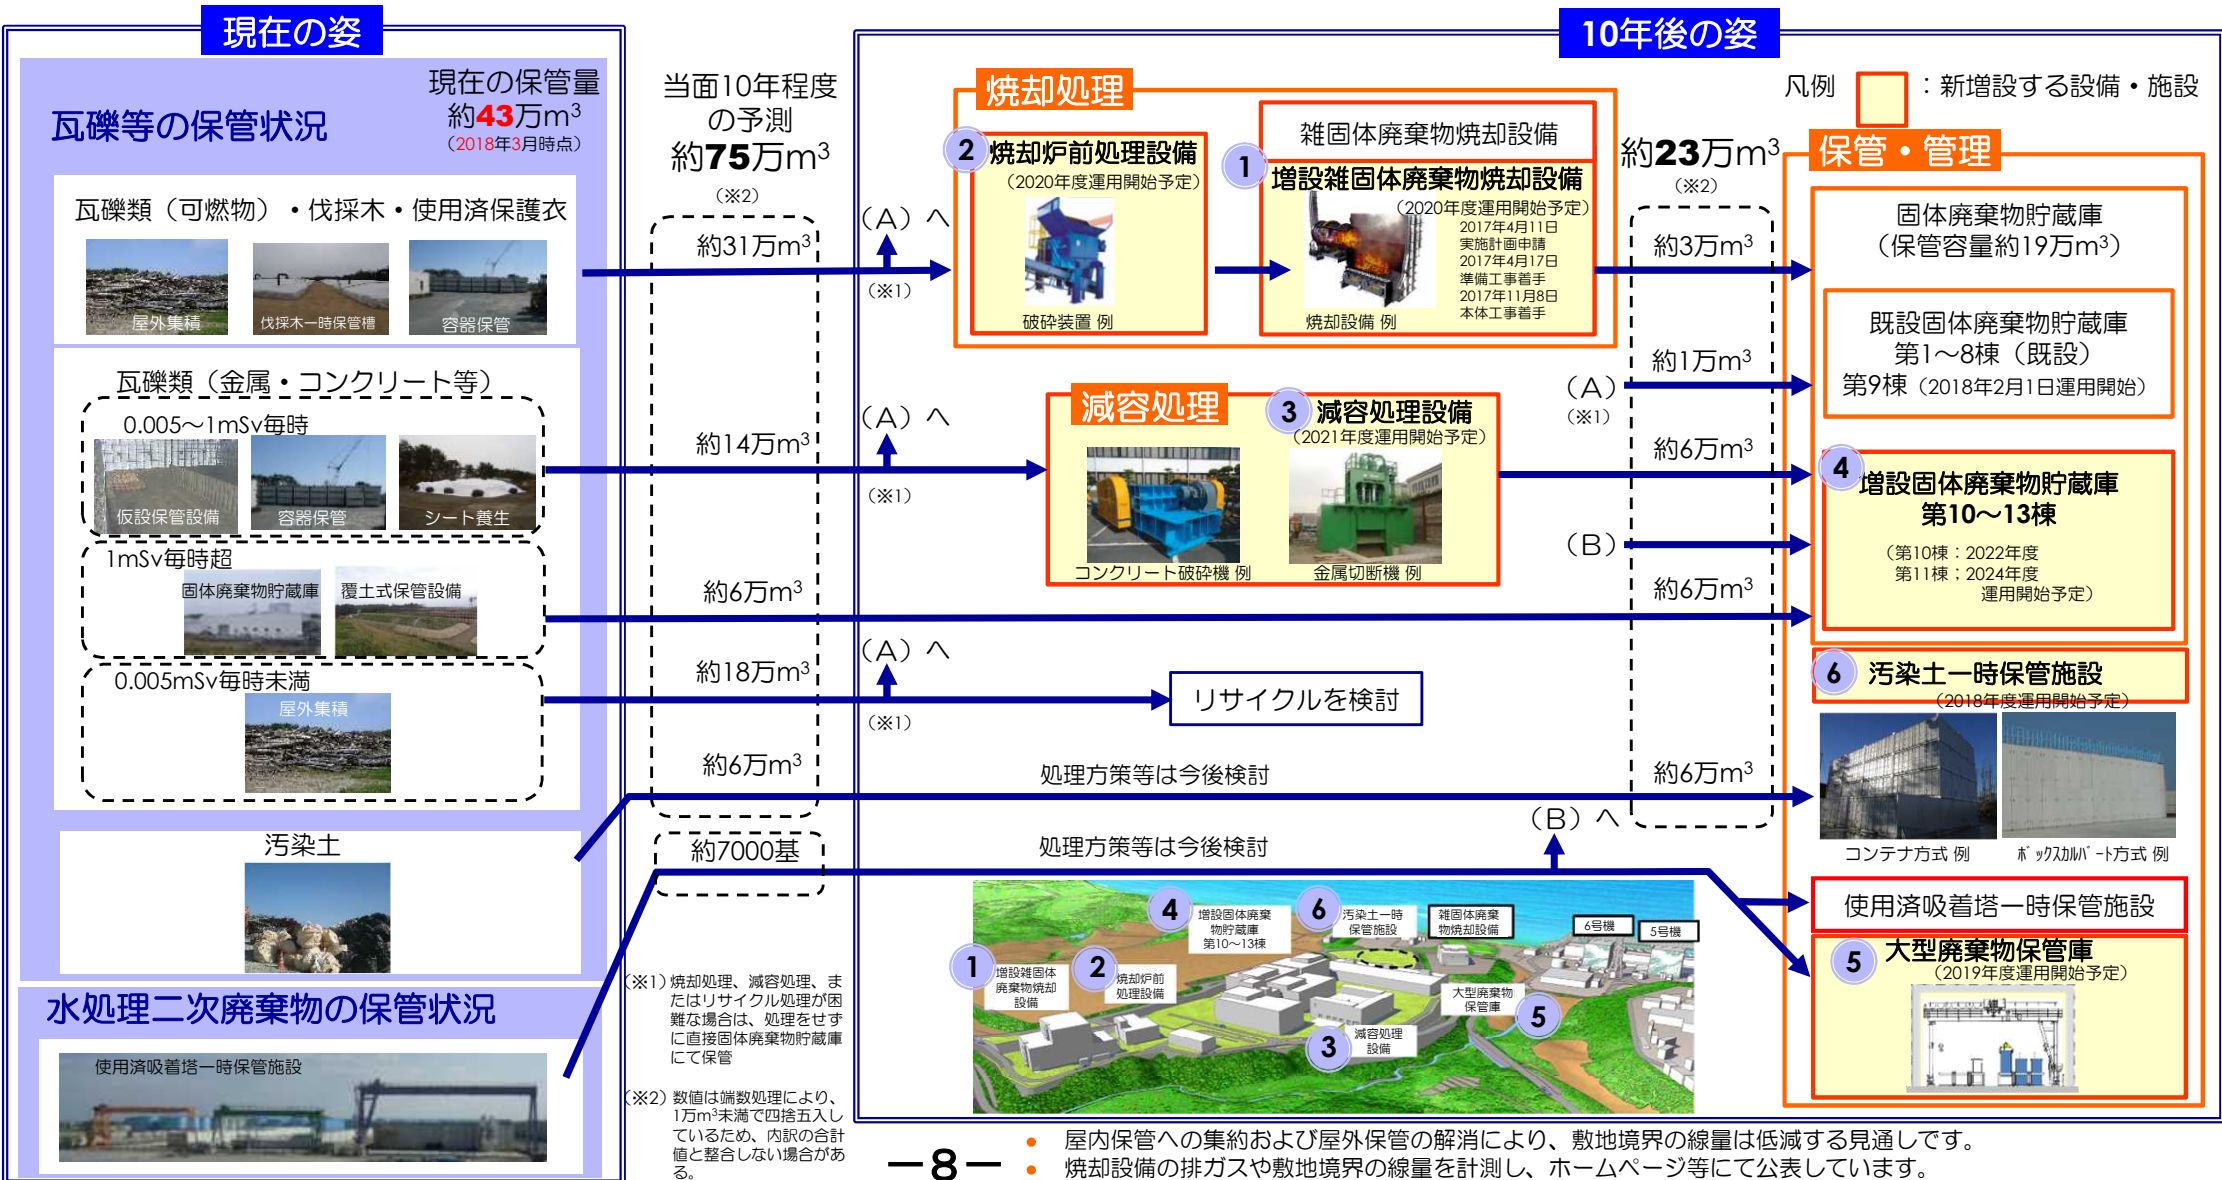 現在の姿
瓦礫等の保管状況
現在の保管量
約43万m³
（2018年3月時点）
瓦礫類（可燃物）・伐採木・使用済保護衣
屋外集積
伐採木一時保管槽
容器保管
瓦礫類（金属・コンクリート等）
0.005～1mSv毎時
仮設保管設備
容器保管
シート養生
1mSv毎時超
固体廃棄物貯蔵庫
覆土式保管設備
0.005mSv毎時未満
屋外集積
汚染土
水処理二次廃棄物の保管状況
使用済吸着塔一時保管施設
当面10年程度
の予測
約75万m³
（※2）
約31万m³
約14万m³
約6万m³
約18万m³
約6万m³
約7000基
（※1）焼却処理、減容処理、ま
たはリサイクル処理が困
難な場合は、処理をせず
に直接固体廃棄物貯蔵庫
にて保管
（※2）数値は端数処理により、
1万m³未満で四捨五入し
ているため、内訳の合計
値と整合しない場合があ
る。
10年後の姿
凡例
：新増設する設備・施設
焼却処理
2 焼却炉前処理設備
（2020年度運用開始予定）
破砕装置 例
雑固体廃棄物焼却設備
1 増設雑固体廃棄物焼却設備
（2020年度運用開始予定）
2017年4月11日
実施計画申請
2017年4月17日
準備工事着手
2017年11月8日
本体工事着手
焼却設備 例
（A）へ
（※1）
減容処理
3 減容処理設備
（2021年度運用開始予定）
コンクリート破砕機 例
金属切断機 例
（A）へ
（※1）
（A）へ
（※1）
リサイクルを検討
処理方策等は今後検討
処理方策等は今後検討
（B）へ
約23万m³
（※2）
約3万m³
約1万m³
（A）
（※1）
約6万m³
（B）
約6万m³
約6万m³
保管・管理
固体廃棄物貯蔵庫
（保管容量約19万m³）
既設固体廃棄物貯蔵庫
第1～8棟（既設）
第9棟（2018年2月1日運用開始）
4
増設固体廃棄物貯蔵庫
第10～13棟
（第10棟：2022年度
第11棟；2024年度
運用開始予定）
6 汚染土一時保管施設
（2018年度運用開始予定）
コンテナ方式 例
ﾎﾞｯｸｽｶﾙﾊﾞｰﾄ方式 例
使用済吸着塔一時保管施設
5 大型廃棄物保管庫
（2019年度運用開始予定）
4 増設固体廃棄
物貯蔵庫
第10～13棟
6 汚染土一時
保管施設
雑固体廃棄
物焼却設備
6号機
5号機
1 増設雑固体
廃棄物焼却
設備
2 焼却炉前
処理設備
大型廃棄物
保管庫
5
3 減容処理
設備
－8－
• 屋内保管への集約および屋外保管の解消により、敷地境界の線量は低減する見通しです。
• 焼却設備の排ガスや敷地境界の線量を計測し、ホームページ等にて公表しています。